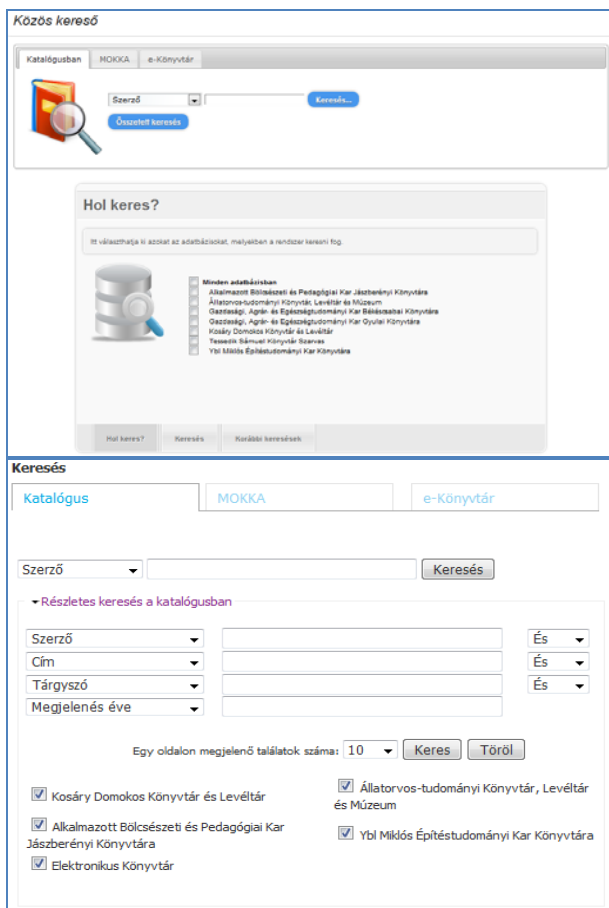 Közös kereső
Katalógusban MOKKA e-Könyvtár
Szerző Keresés...
Összetett keresés
Hol keres?
Itt választhatja ki azokat az adatbázisokat, melyekben a rendszer keresni fog.
Minden adatbázisban
Alkalmazott Bölcsészeti és Pedagógiai Kar Jászberényi Könyvtára
Állatorvos-tudományi Könyvtár, Levéltár és Múzeum
Gazdasági, Agrár- és Egészségtudományi Kar Békéscsabai Könyvtára
Gazdasági, Agrár- és Egészségtudományi Kar Gyulai Könyvtára
Kosáry Domokos Könyvtár és Levéltár
Tessedik Sámuel Könyvtár Szarvas
Ybl Miklós Építéstudományi Kar Könyvtára
Hol keres? Keresés Korábbi keresések
Keresés
Katalógus MOKKA e-Könyvtár
Szerző Keresés
Részletes keresés a katalógusban
Szerző És
Cím És
Tárgyszó És
Megjelenés éve
Egy oldalon megjelenő találatok száma: 10 Keres Töröl
Kosáry Domokos Könyvtár és Levéltár
Állatorvos-tudományi Könyvtár, Levéltár
és Múzeum
Alkalmazott Bölcsészeti és Pedagógiai Kar
Jászberényi Könyvtára
Ybl Miklós Építéstudományi Kar Könyvtára
Elektronikus Könyvtár